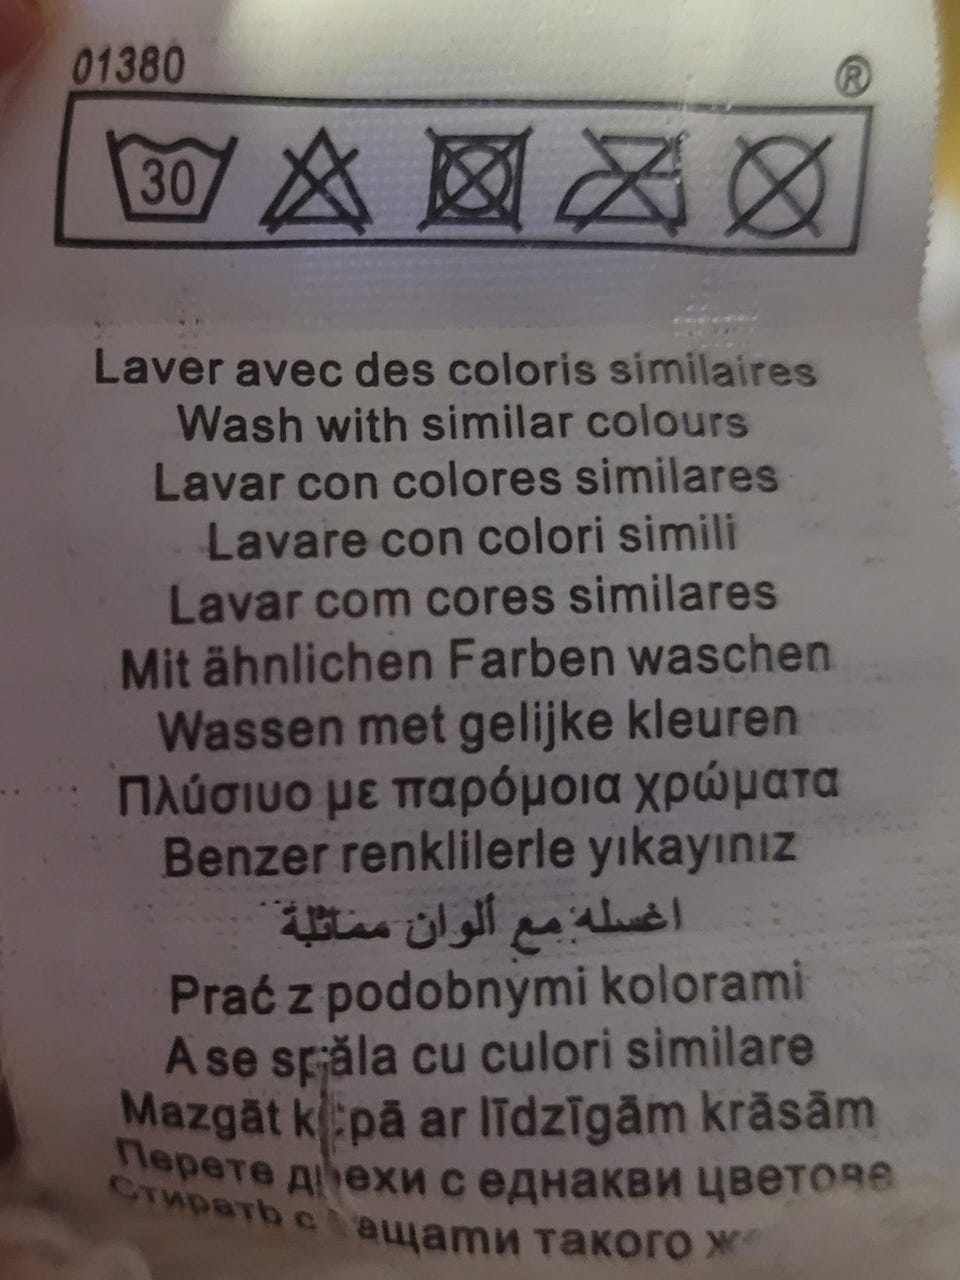 01380
®
30
Laver avec des coloris similaires
Wash with similar colours
Lavar con colores similares
Lavare con colori simili
Lavar com cores similares
Mit ähnlichen Farben waschen
Wassen met gelijke kleuren
Πλύσιυο με παρόμοια χρώματα
Benzer renklilerle yıkayınız
اغسله مع ألوان مماثلة
Prać z podobnymi kolorami
A se spăla cu culori similare
Mazgāt kopā ar līdzīgām krāsām
Перете дрехи с еднакви цветове
Стирать с такого